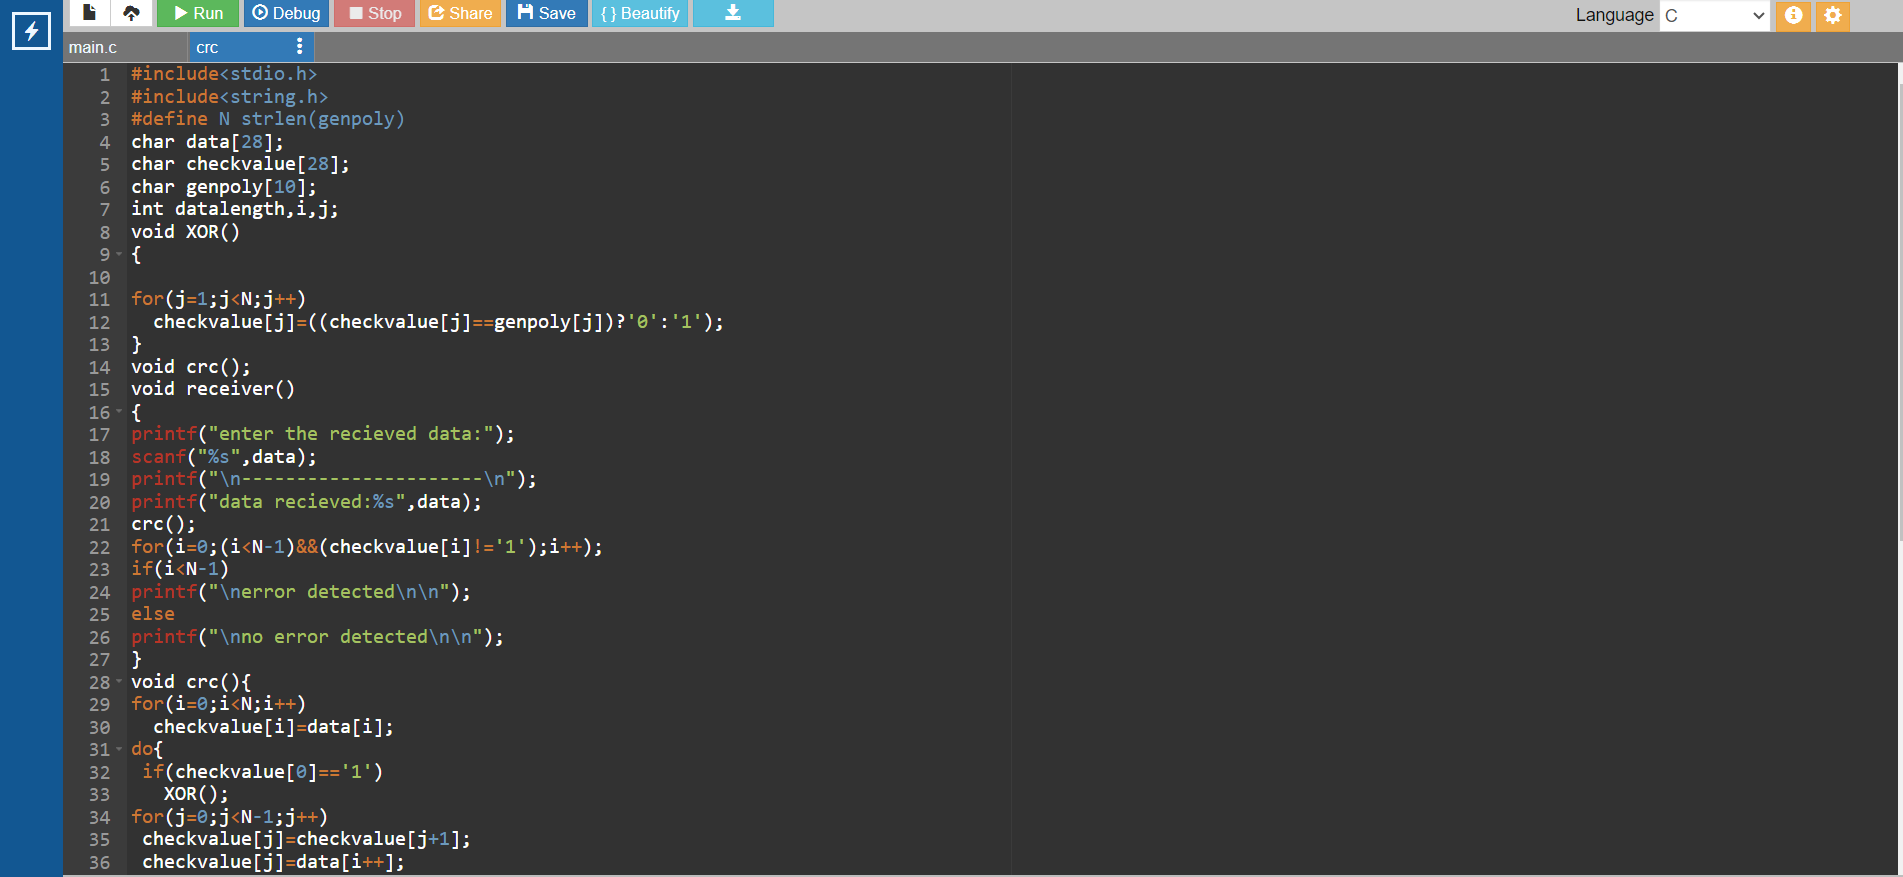 Run Debug Stop Share Save { } Beautify Language C
main.c crc
1 #include<stdio.h>
2 #include<string.h>
3 #define N strlen(genpoly)
4 char data[28];
5 char checkvalue[28];
6 char genpoly[10];
7 int datalength,i,j;
8 void XOR()
9 {
10
11 for(j=1;j<N;j++)
12   checkvalue[j]=((checkvalue[j]==genpoly[j])?'0':'1');
13 }
14 void crc();
15 void receiver()
16 {
17 printf("enter the recieved data:");
18 scanf("%s",data);
19 printf("\n----------------------\n");
20 printf("data recieved:%s",data);
21 crc();
22 for(i=0;(i<N-1)&&(checkvalue[i]!='1');i++);
23 if(i<N-1)
24 printf("\nerror detected\n\n");
25 else
26 printf("\nno error detected\n\n");
27 }
28 void crc(){
29 for(i=0;i<N;i++)
30   checkvalue[i]=data[i];
31 do{
32  if(checkvalue[0]=='1')
33    XOR();
34 for(j=0;j<N-1;j++)
35  checkvalue[j]=checkvalue[j+1];
36  checkvalue[j]=data[i++];